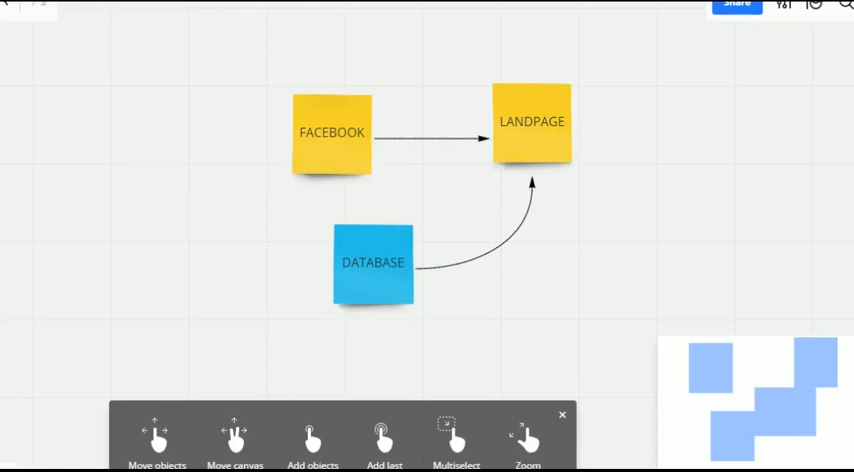 Share
LANDPAGE
FACEBOOK
DATABASE
Move objects
Move canvas
Add objects
Add last
Multiselect
Zoom